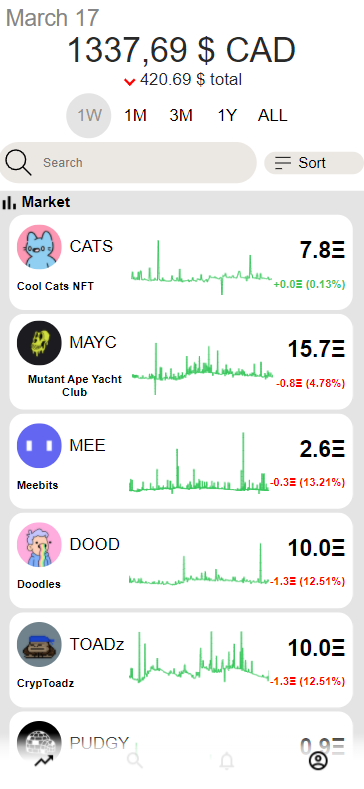 March 17
1337,69 $ CAD
420.69 $ total
1W 1M 3M 1Y ALL
Search Sort
Market
CATS 7.8Ξ
Cool Cats NFT +0.0Ξ (0.13%)
MAYC 15.7Ξ
Mutant Ape Yacht -0.8Ξ (4.78%)
Club
MEE 2.6Ξ
Meebits -0.3Ξ (13.21%)
DOOD 10.0Ξ
Doodles -1.3Ξ (12.51%)
TOADz 10.0Ξ
CrypToadz -1.3Ξ (12.51%)
PUDGY 0.9Ξ